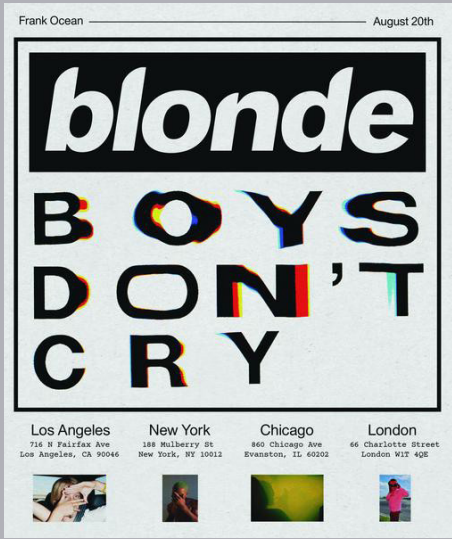 Frank Ocean August 20th
blonde
BOYS
DON'T
CRY
Los Angeles New York Chicago London
716 N Fairfax Ave 188 Mulberry St 860 Chicago Ave 66 Charlotte Street
Los Angeles, CA 90046 New York, NY 10012 Evanston, IL 60202 London W1T 4QE